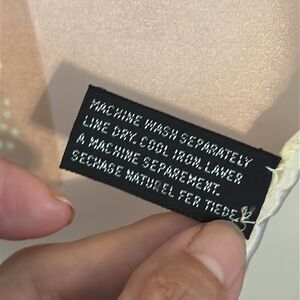 MACHINE WASH SEPARATELY
LINE DRY. COOL IRON. LAVER
A MACHINE SEPAREMENT.
SECHAGE NATUREL FER TIEDE.